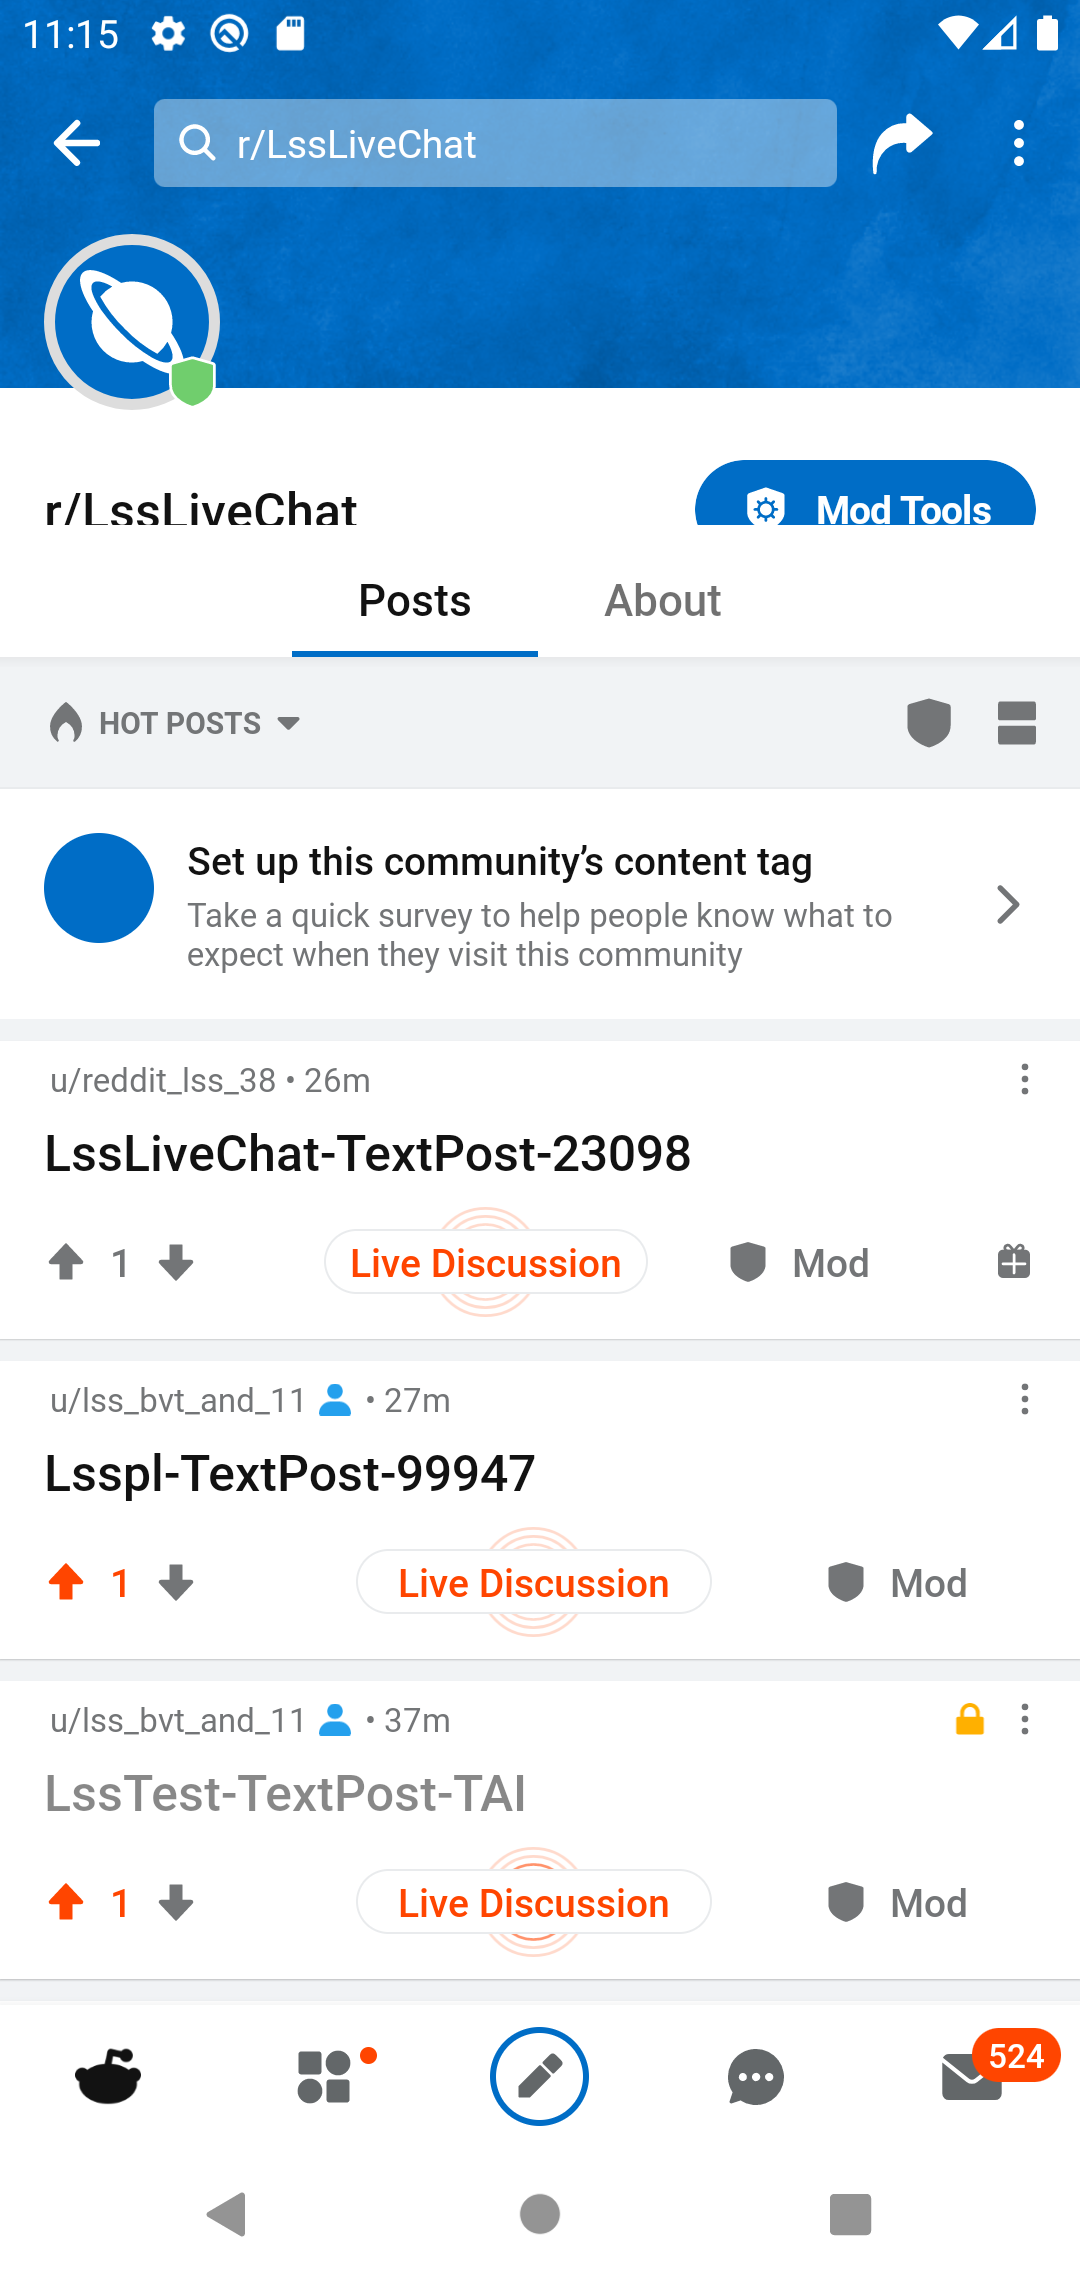 11:15
r/LssLiveChat
r/LssLiveChat
Mod Tools
Posts
About
HOT POSTS
Set up this community’s content tag
Take a quick survey to help people know what to
expect when they visit this community
u/reddit_lss_38 • 26m
LssLiveChat-TextPost-23098
1
Live Discussion
Mod
u/lss_bvt_and_11 • 27m
Lsspl-TextPost-99947
1
Live Discussion
Mod
u/lss_bvt_and_11 • 37m
LssTest-TextPost-TAI
1
Live Discussion
Mod
524